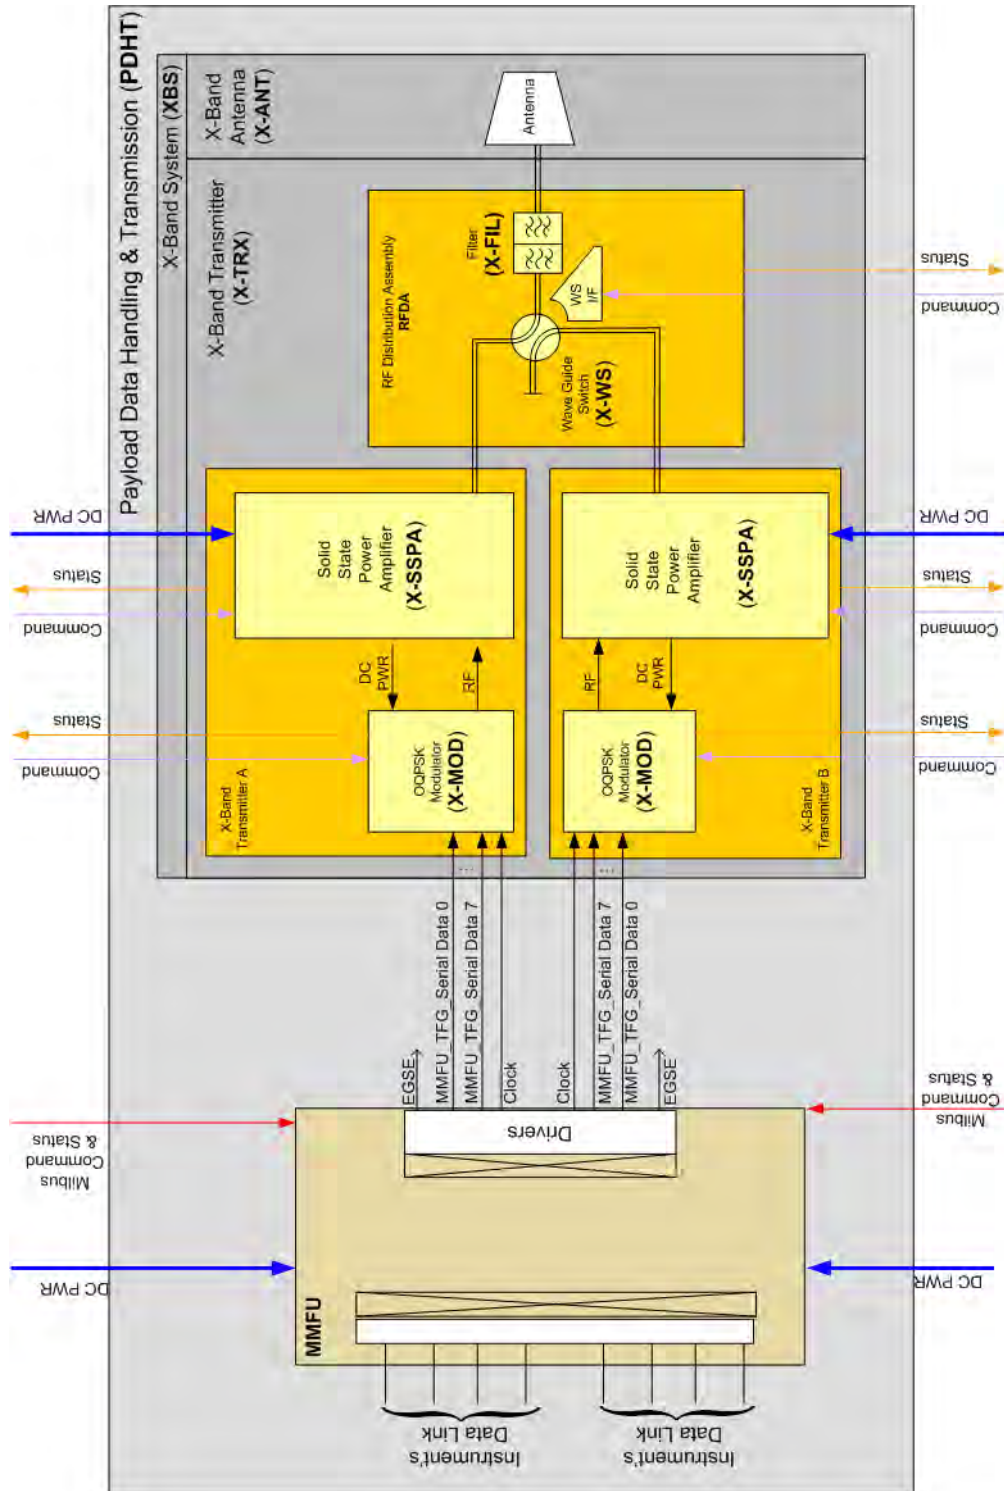 Payload Data Handling & Transmission (PDHT)
X-Band System (XBS)
X-Band
Antenna
(X-ANT)
Antenna
X-Band Transmitter
(X-TRX)
RF Distribution Assembly
RFDA
Filter
(X-FIL)
WS
I/F
Wave Guide
Switch
(X-WS)
Status
Command
DC PWR
Status
Command
Solid
State
Power
Amplifier
(X-SSPA)
Solid
State
Power
Amplifier
(X-SSPA)
DC PWR
Status
Command
DC
PWR
RF
RF
DC
PWR
Status
Command
OQPSK
Modulator
(X-MOD)
X-Band
Transmitter A
OQPSK
Modulator
(X-MOD)
X-Band
Transmitter B
Status
Command
...
...
EGSE
MMFU_TFG_Serial Data 0
MMFU_TFG_Serial Data 7
Clock
Clock
MMFU_TFG_Serial Data 7
MMFU_TFG_Serial Data 0
EGSE
Milbus
Command
& Status
Drivers
Milbus
Command
& Status
DC PWR
MMFU
DC PWR
Instrument's
Data Link
Instrument's
Data Link